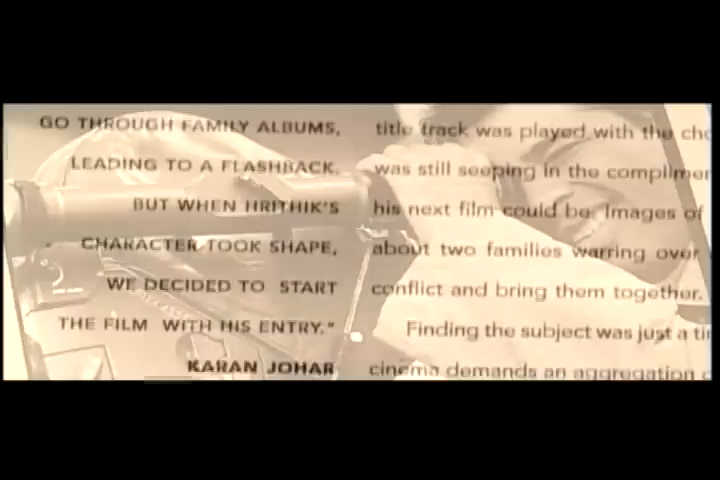 GO THROUGH FAMILY ALBUMS,
LEADING TO A FLASHBACK.
BUT WHEN HRITHIK'S
CHARACTER TOOK SHAPE,
WE DECIDED TO START
THE FILM WITH HIS ENTRY."
KARAN JOHAR
title track was played with the
was still seeping in the
his next film could be. Images of
about two families warring over
conflict and bring them together.
Finding the subject was just a
cinema demands an aggregation